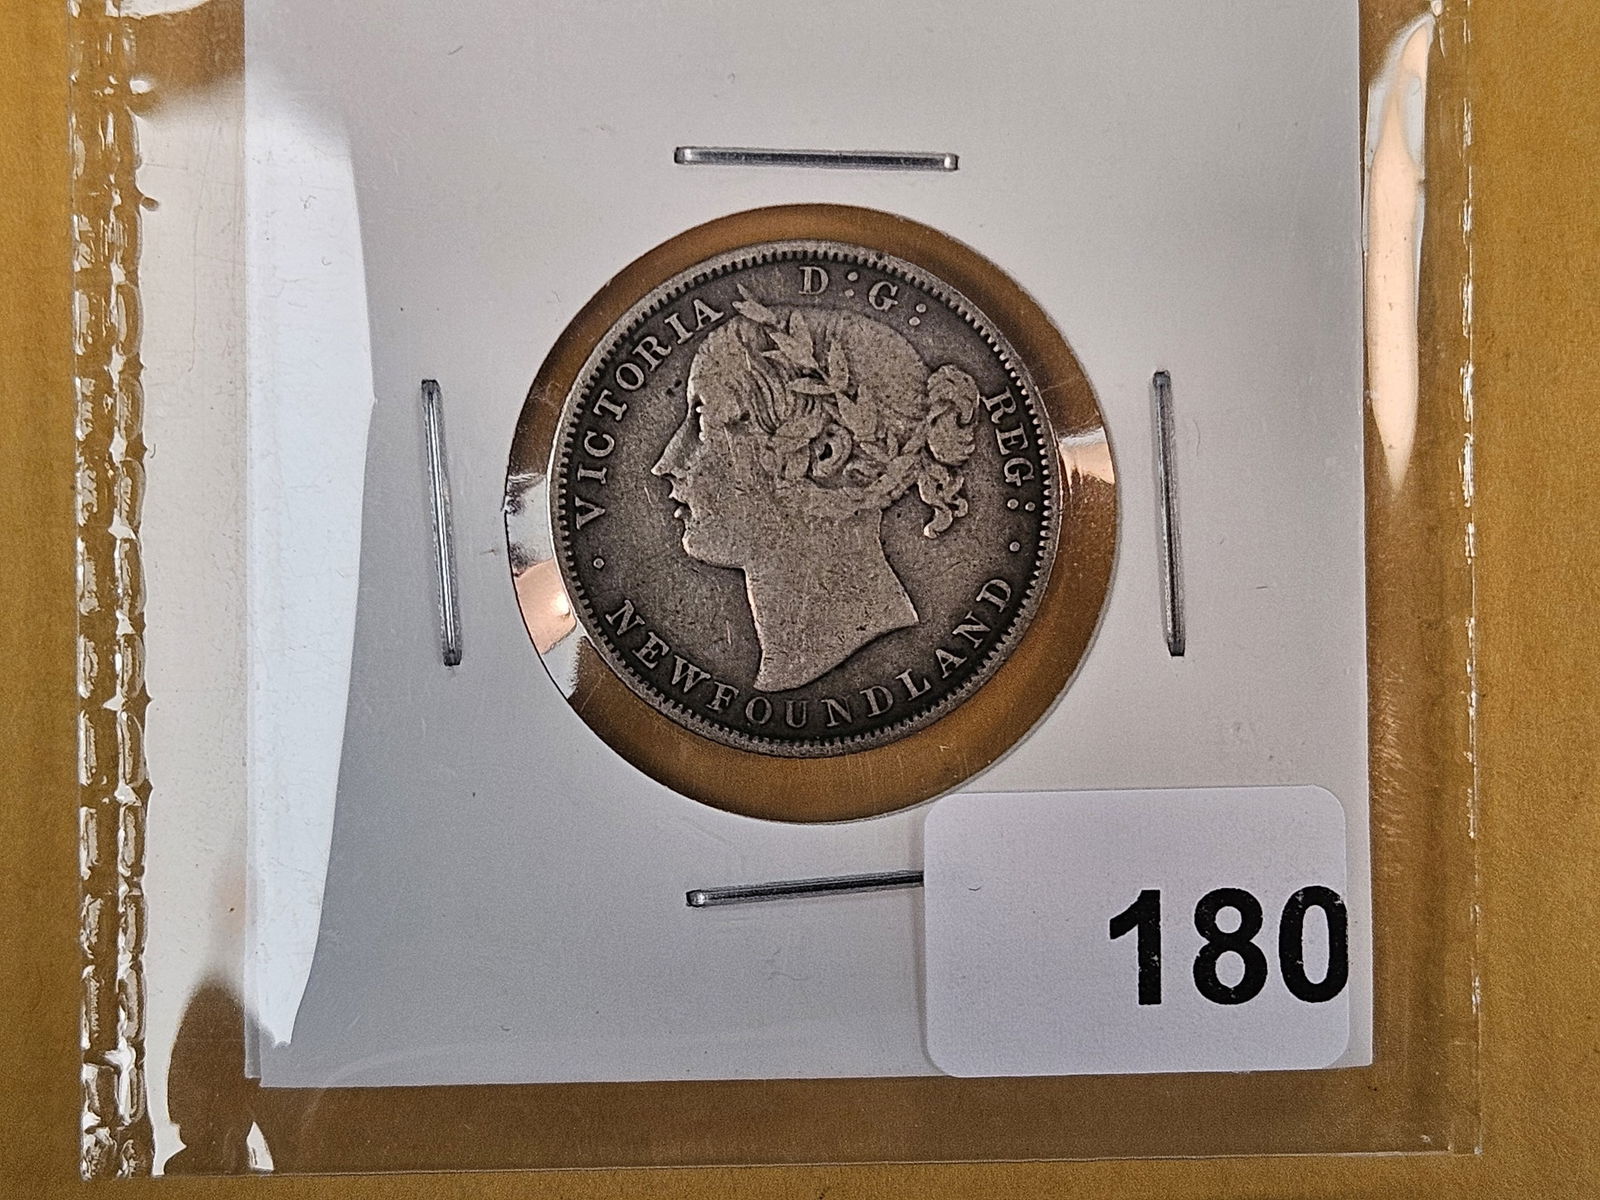 · VICTORIA D:G: REG: ·
NEWFOUNDLAND
180